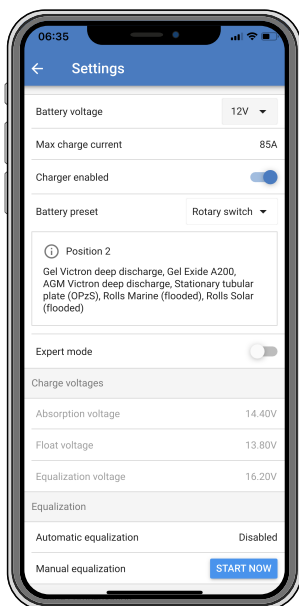 06:35
Settings
Battery voltage 12V
Max charge current 85A
Charger enabled
Battery preset Rotary switch
Position 2
Gel Victron deep discharge, Gel Exide A200,
AGM Victron deep discharge, Stationary tubular
plate (OPzS), Rolls Marine (flooded), Rolls Solar
(flooded)
Expert mode
Charge voltages
Absorption voltage 14.40V
Float voltage 13.80V
Equalization voltage 16.20V
Equalization
Automatic equalization Disabled
Manual equalization START NOW